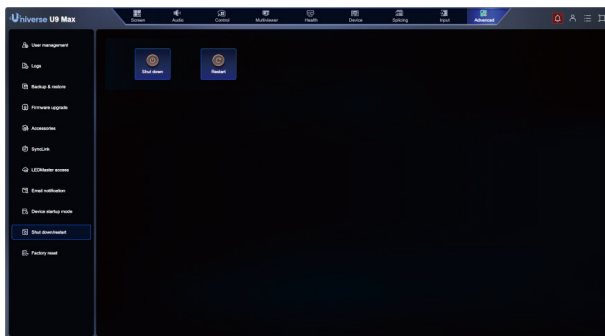 Universe U9 Max
Screen
Audio
Control
Multiviewer
Health
Device
Splicing
Input
Advanced
User management
Logs
Backup & restore
Firmware upgrade
Accessories
SyncLink
LEDMaster access
Email notification
Device startup mode
Shut down/restart
Factory reset
Shut down
Restart